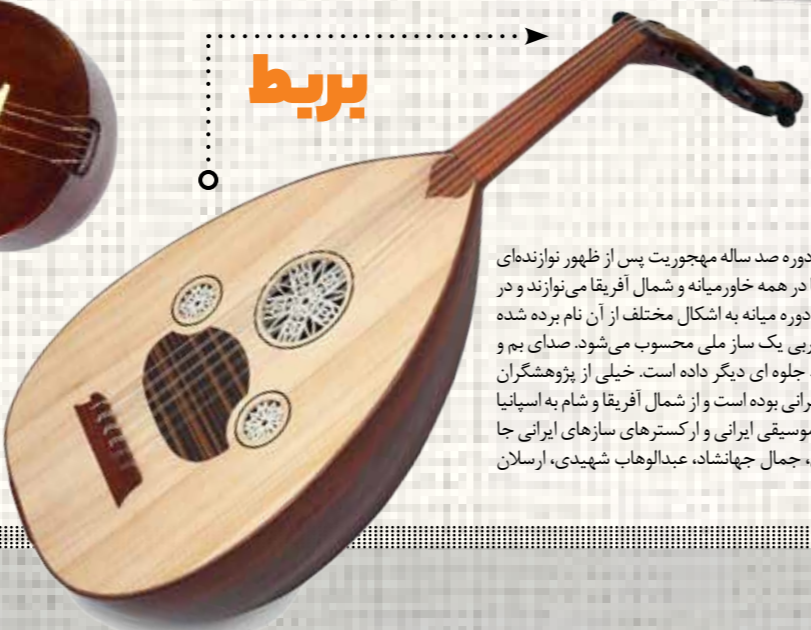 بربط
دوره صد ساله مهجوریت پس از ظهور نوازنده‌ای
در همه خاورمیانه و شمال آفریقا می‌نوازند و در
دوره میانه به اشکال مختلف از آن نام برده شده
یک ساز ملی محسوب می‌شود. صدای بم و
جلوه ای دیگر داده است. خیلی از پژوهشگران
بوده است و از شمال آفریقا و شام به اسپانیا
موسیقی ایرانی و ارکسترهای سازهای ایرانی جا
، جمال جهانشاد، عبدالوهاب شهیدی، ارسلان